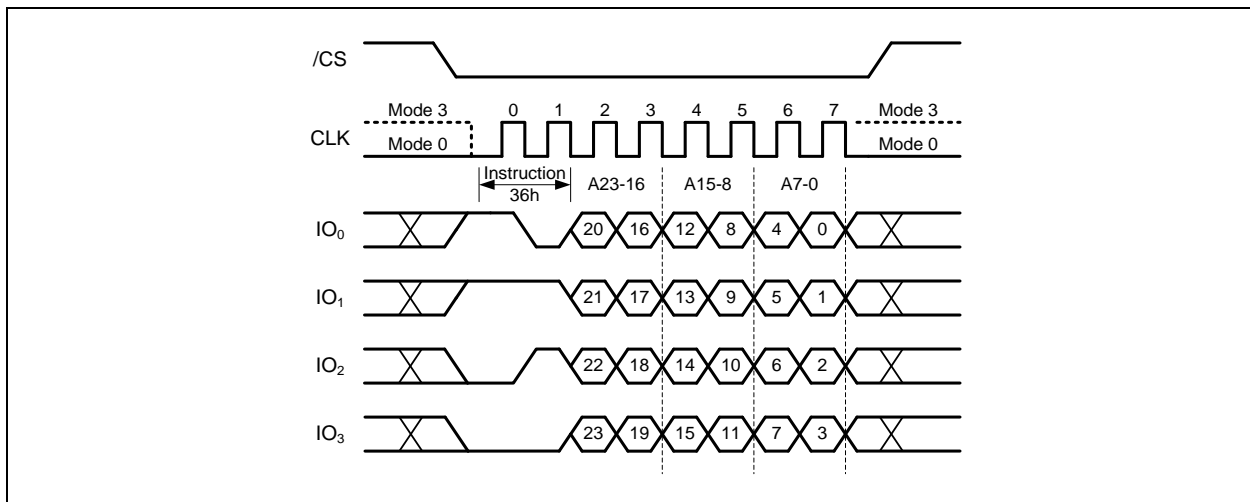 /CS
Mode 3 0 1 2 3 4 5 6 7 Mode 3
CLK
Mode 0 Mode 0
Instruction
36h
A23-16 A15-8 A7-0
IO₀ 20 16 12 8 4 0
IO₁ 21 17 13 9 5 1
IO₂ 22 18 14 10 6 2
IO₃ 23 19 15 11 7 3